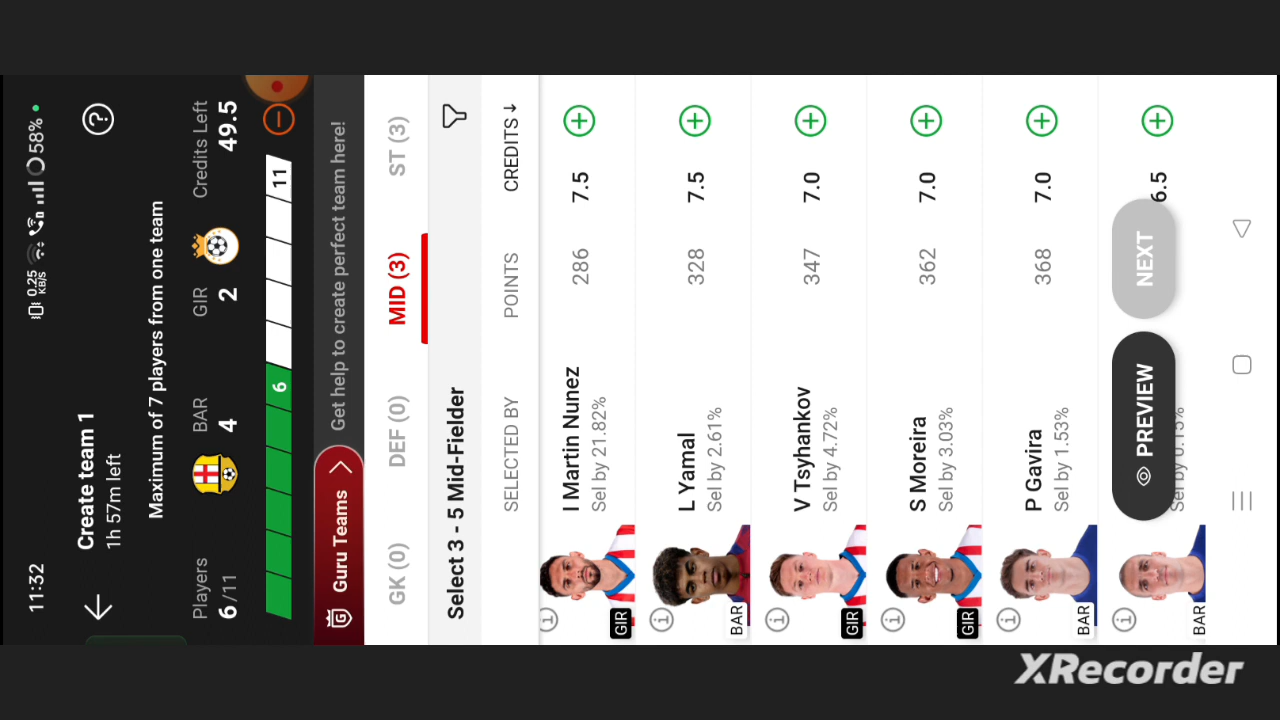 11:32
0.25
KB/S
58%
Create team 1
1h 57m left
Maximum of 7 players from one team
Players
6 /11
BAR
4
GIR
2
Credits Left
49.5
6
11
Guru Teams
Get help to create perfect team here!
GK (0)
DEF (0)
MID (3)
ST (3)
Select 3 - 5 Mid-Fielder
SELECTED BY
POINTS
CREDITS
GIR
I Martin Nunez
Sel by 21.82%
286
7.5
BAR
L Yamal
Sel by 2.61%
328
7.5
GIR
V Tsyhankov
Sel by 4.72%
347
7.0
GIR
S Moreira
Sel by 3.03%
362
7.0
BAR
P Gavira
Sel by 1.53%
368
7.0
BAR
6.5
PREVIEW
NEXT
XRecorder